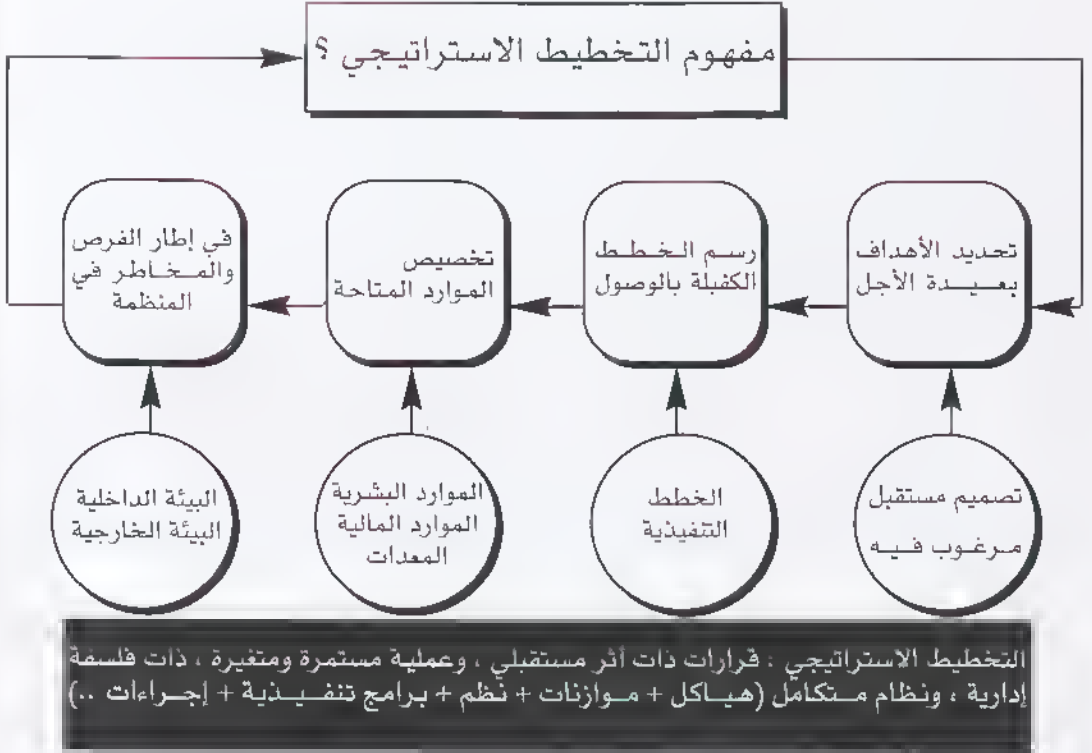 مفهوم التخطيط الاستراتيجي ؟
تحديد الأهداف
بعيدة الأجل
رسم الخطط
الكفيلة بالوصول
تخصيص
الموارد المتاحة
في إطار الفرص
والمخاطر في
المنظمة
تصميم مستقبل
مرغوب فيه
الخطط
التنفيذية
الموارد البشرية
الموارد المالية
المعدات
البيئة الداخلية
البيئة الخارجية
التخطيط الاستراتيجي : قرارات ذات أثر مستقبلي ، وعملية مستمرة ومتغيرة ، ذات فلسفة
إدارية ، ونظام متكامل (هياكل + موازنات + نظم + برامج تنفيذية + إجراءات ..)